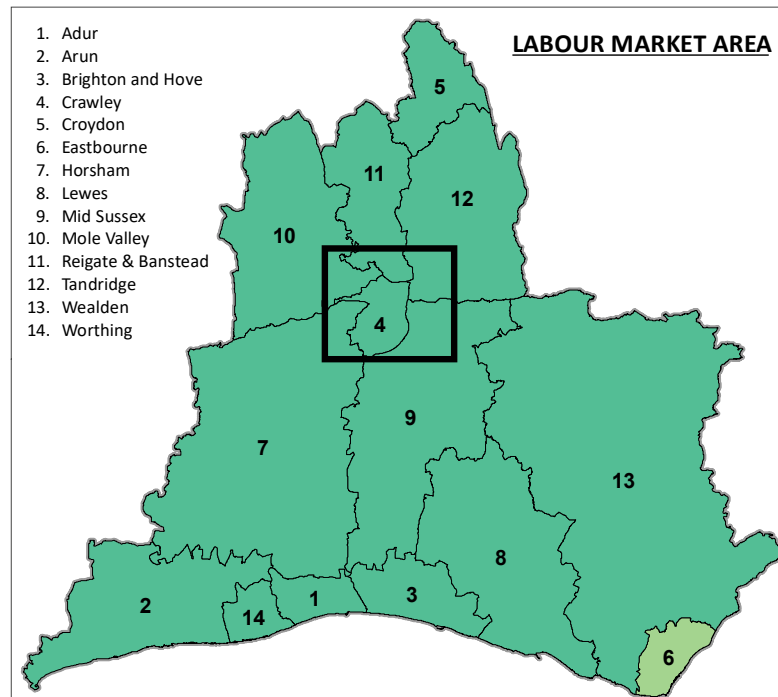 LABOUR MARKET AREA
1. Adur
2. Arun
3. Brighton and Hove
4. Crawley
5. Croydon
6. Eastbourne
7. Horsham
8. Lewes
9. Mid Sussex
10. Mole Valley
11. Reigate & Banstead
12. Tandridge
13. Wealden
14. Worthing
5
11
12
10
4
9
7
13
8
2
14
1
3
6